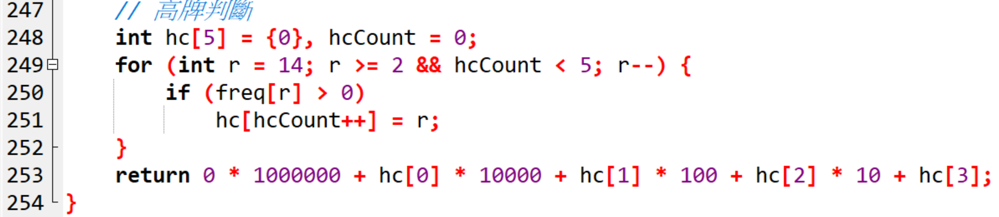 247 // 高牌判斷
248 int hc[5] = {0}, hcCount = 0;
249 for (int r = 14; r >= 2 && hcCount < 5; r--) {
250 if (freq[r] > 0)
251 hc[hcCount++] = r;
252 }
253 return 0 * 1000000 + hc[0] * 10000 + hc[1] * 100 + hc[2] * 10 + hc[3];
254 }